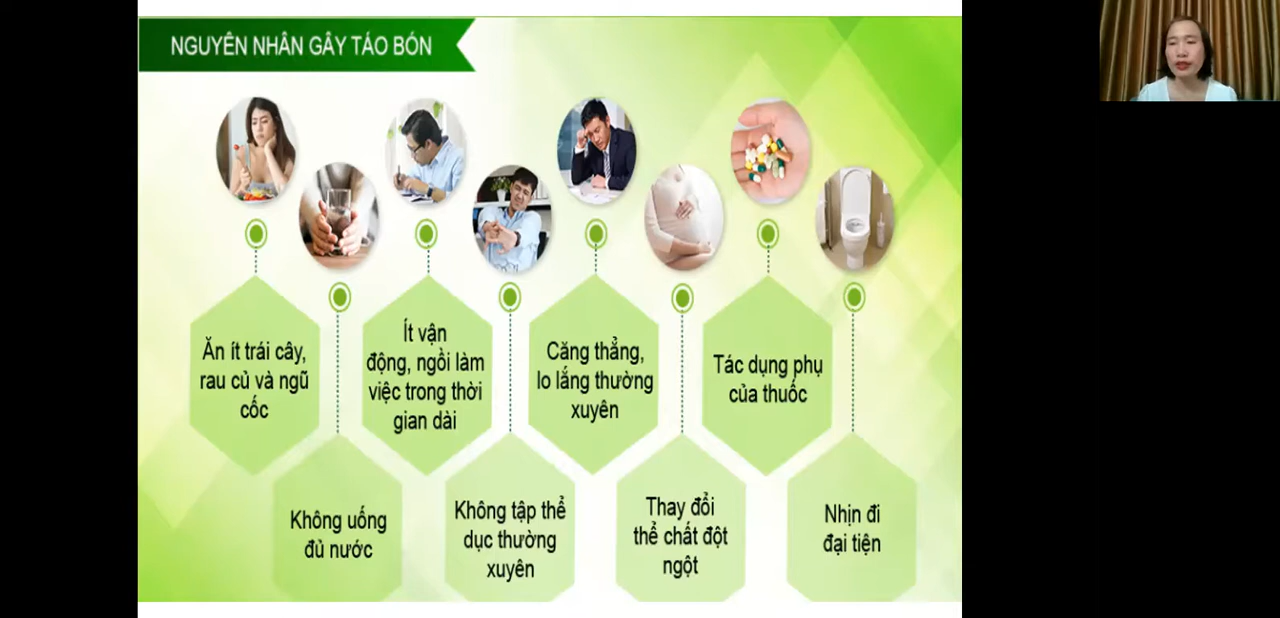 NGUYÊN NHÂN GÂY TÁO BÓN
Ăn ít trái cây,
rau củ và ngũ
cốc
Không uống
đủ nước
Ít vận
động, ngồi làm
việc trong thời
gian dài
Không tập thể
dục thường
xuyên
Căng thẳng,
lo lắng thường
xuyên
Thay đổi
thể chất đột
ngột
Tác dụng phụ
của thuốc
Nhịn đi
đại tiện